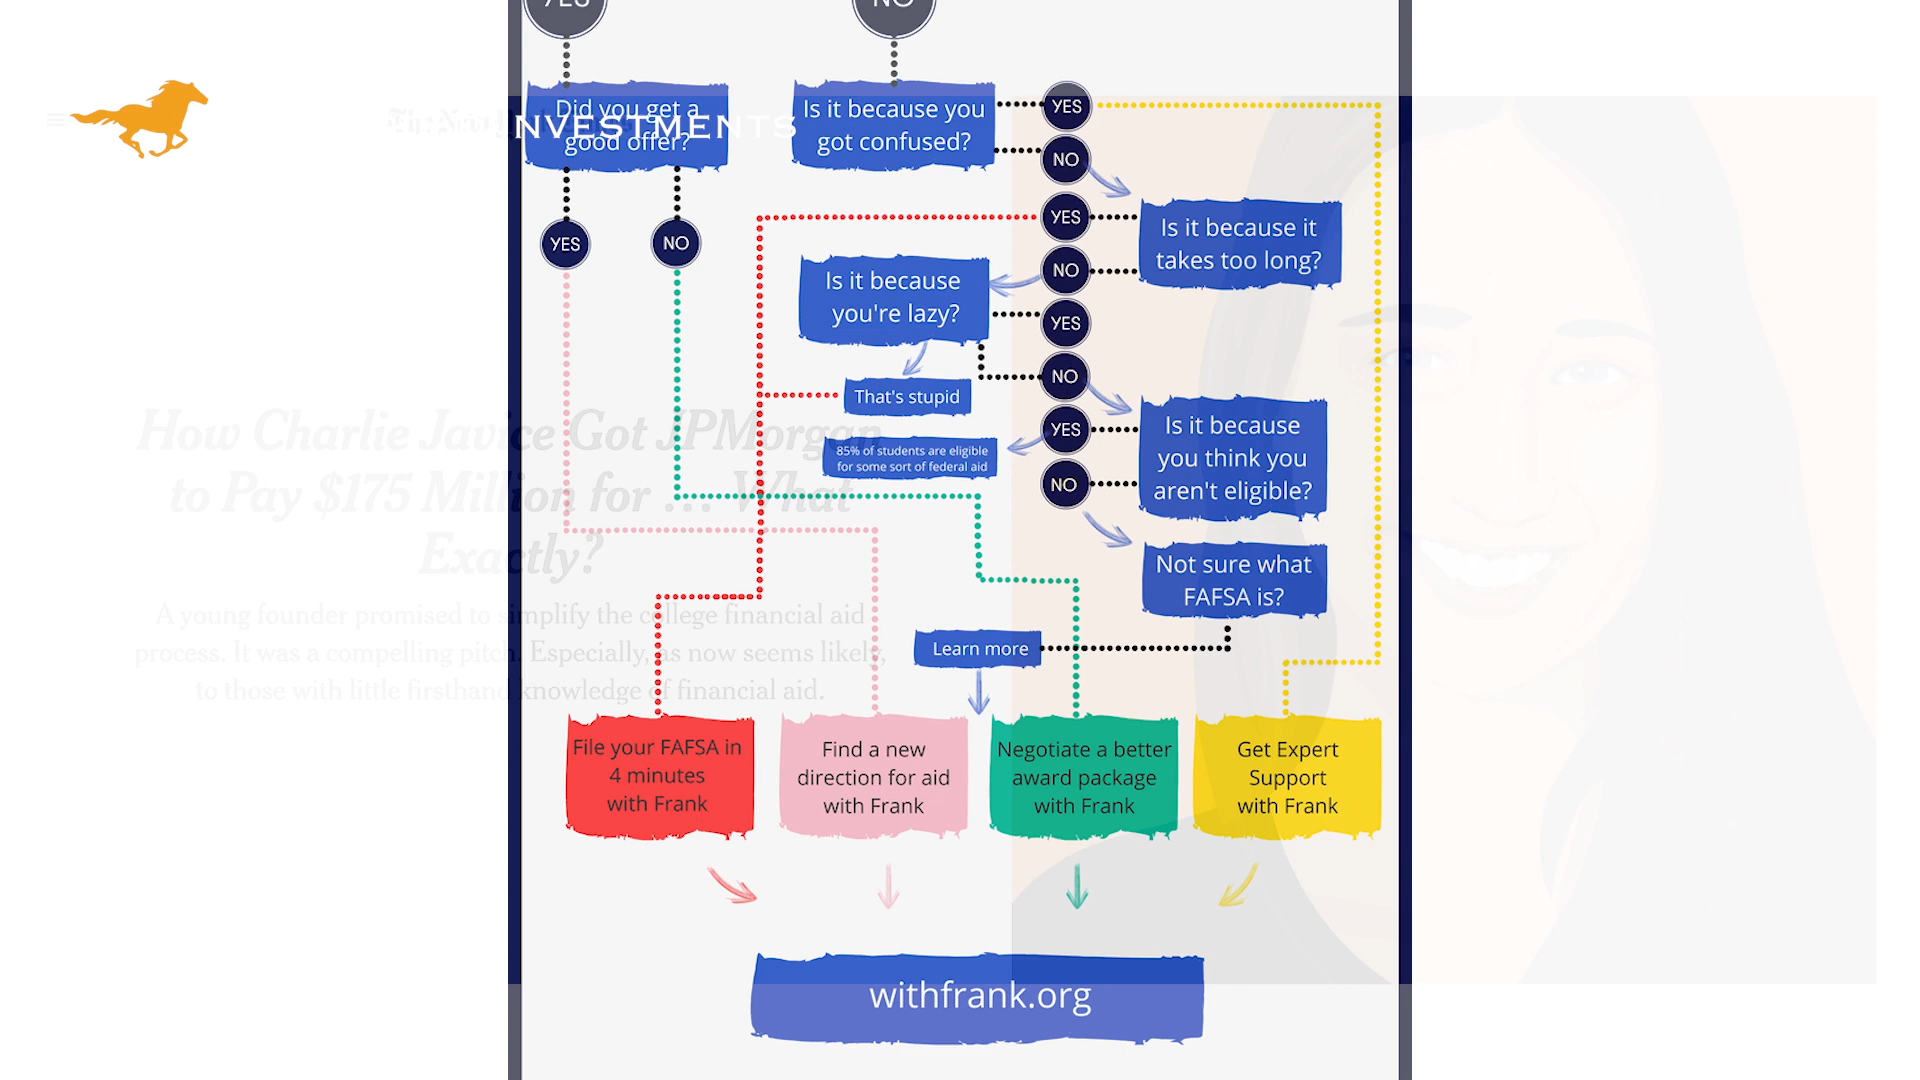 YES
NO
Did you get a
good offer?
Is it because you
got confused?
YES
NO
INVESTMENTS
YES
NO
YES
NO
Is it because it
takes too long?
Is it because
you're lazy?
YES
NO
That's stupid
85% of students are eligible
for some sort of federal aid
YES
NO
Is it because
you think you
aren't eligible?
Not sure what
FAFSA is?
Learn more
How Charlie Javice Got JPMorgan
to Pay $175 Million for ... What
Exactly?
A young founder promised to simplify the college financial aid
process. It was a compelling pitch. Especially, as now seems likely,
to those with little firsthand knowledge of financial aid.
File your FAFSA in
4 minutes
with Frank
Find a new
direction for aid
with Frank
Negotiate a better
award package
with Frank
Get Expert
Support
with Frank
withfrank.org